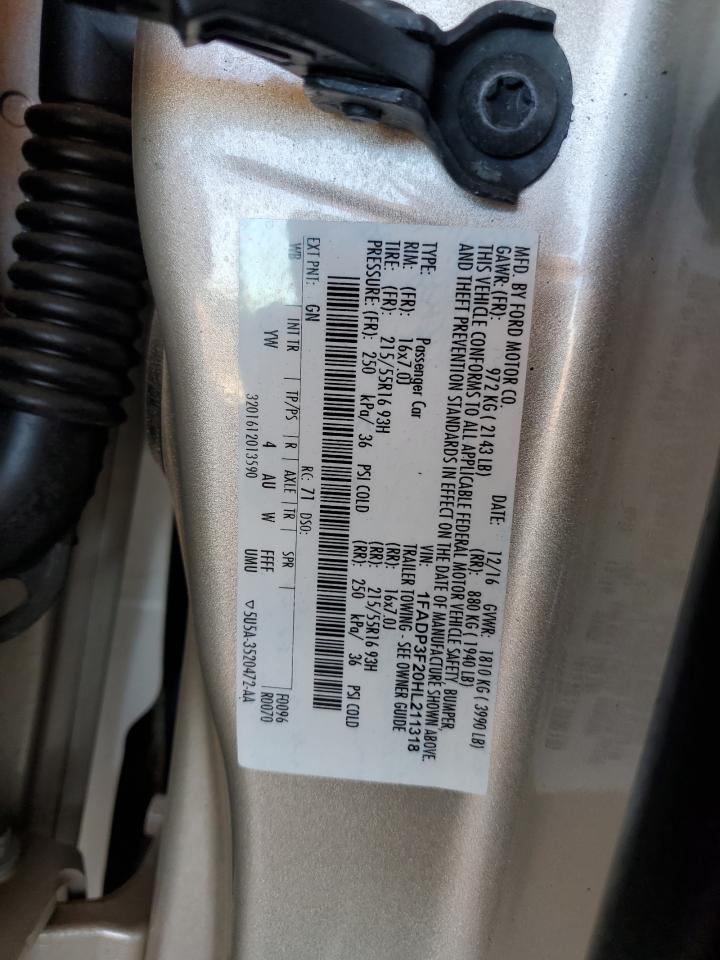 MFD. BY FORD MOTOR CO. DATE: 12/16 GVWR: 1810 KG ( 3990 LB)
GAWR: (FR): 972 KG ( 2143 LB) (RR): 880 KG ( 1940 LB)
THIS VEHICLE CONFORMS TO ALL APPLICABLE FEDERAL MOTOR VEHICLE SAFETY, BUMPER,
AND THEFT PREVENTION STANDARDS IN EFFECT ON THE DATE OF MANUFACTURE SHOWN ABOVE.
VIN: 1FADP3F20HL211318
TYPE: Passenger Car TRAILER TOWING - SEE OWNER GUIDE
RIM: (FR): 16x7.0J (RR): 16x7.0J
TIRE: (FR): 215/55R16 93H (RR): 215/55R16 93H
PRESSURE: (FR): 250 kPa/ 36 PSI COLD (RR): 250 kPa/ 36 PSI COLD
EXT PNT: GN RC: 71 DSO: F0096
R0070
WB INT TR TP/PS R AXLE TR SPR
YW 4 AU W FFFF UMU
3201612013590 ▽ 5U5A-3520472-AA